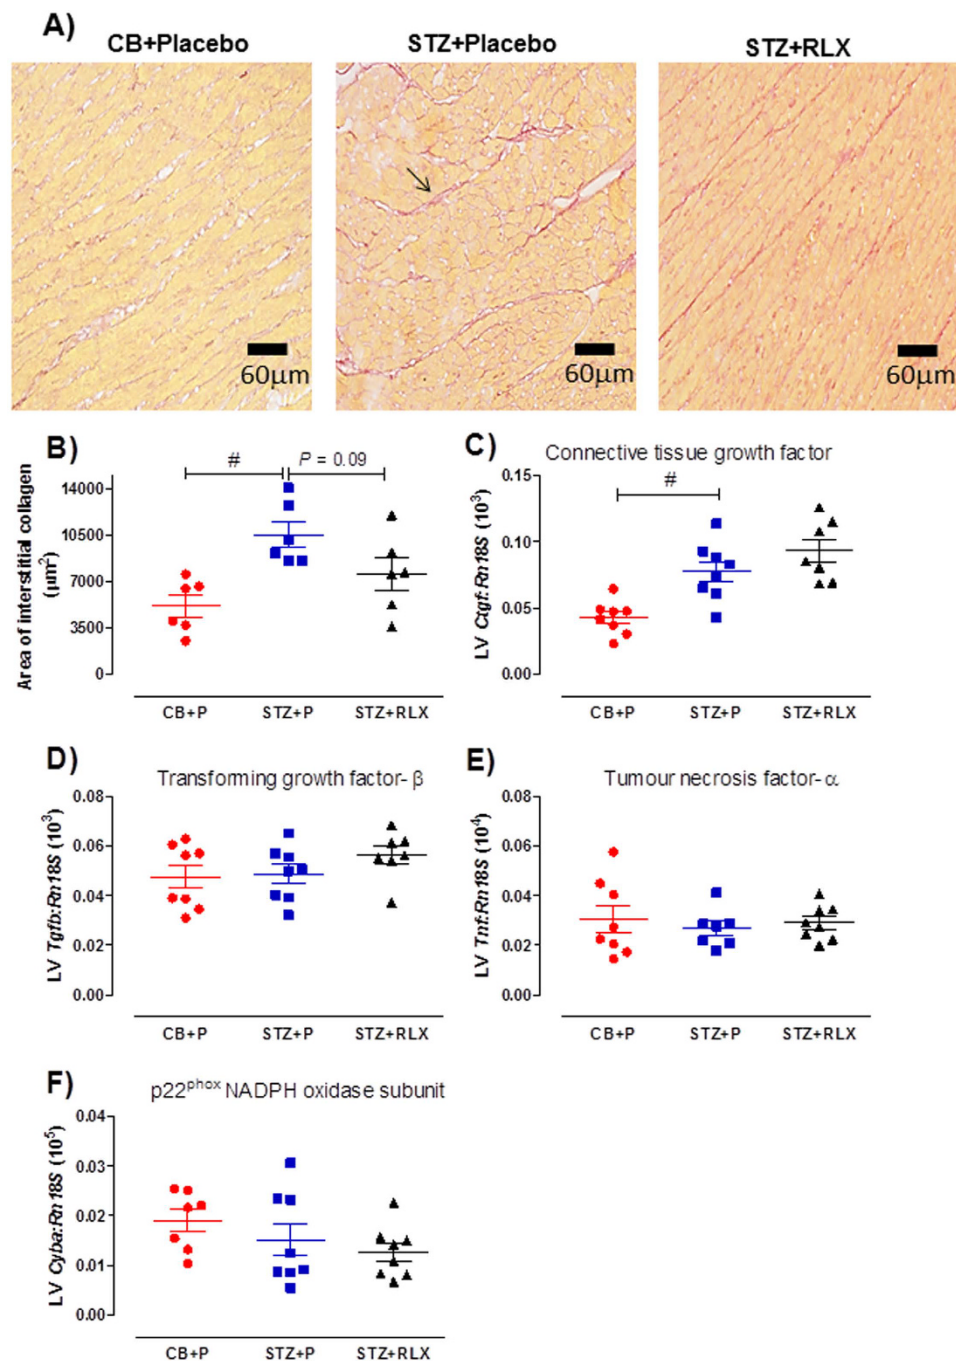 A)
CB+Placebo STZ+Placebo STZ+RLX
60μm 60μm 60μm
B)
# P = 0.09
Area of interstitial collagen
(μm²)
14000
10500
7000
3500
0
CB+P STZ+P STZ+RLX
C)
Connective tissue growth factor
#
LV Ctgf:Rn18S (10³)
0.15
0.10
0.05
0.00
CB+P STZ+P STZ+RLX
D)
Transforming growth factor- β
LV Tgfb:Rn18S (10³)
0.08
0.06
0.04
0.02
0.00
CB+P STZ+P STZ+RLX
E)
Tumour necrosis factor- α
LV Tnf:Rn18S (10⁴)
0.08
0.06
0.04
0.02
0.00
CB+P STZ+P STZ+RLX
F)
p22ᵖʰᵒˣ NADPH oxidase subunit
LV Cyba:Rn18S (10⁵)
0.04
0.03
0.02
0.01
0.00
CB+P STZ+P STZ+RLX